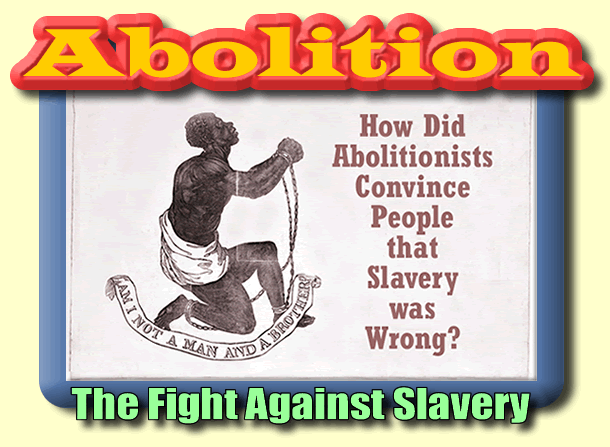 Abolition
How Did
Abolitionists
Convince
People
that
Slavery
was
Wrong?
AM I NOT A MAN AND A BROTHER?
The Fight Against Slavery